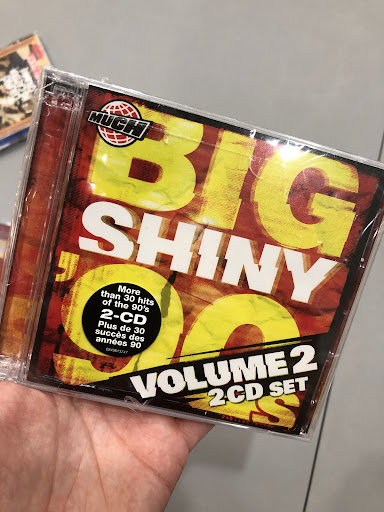 MUCH
BIG
SHINY
'90s
More
than 30 hits
of the 90's
2-CD
Plus de 30
succès des
années 90
VOLUME 2
2CD SET